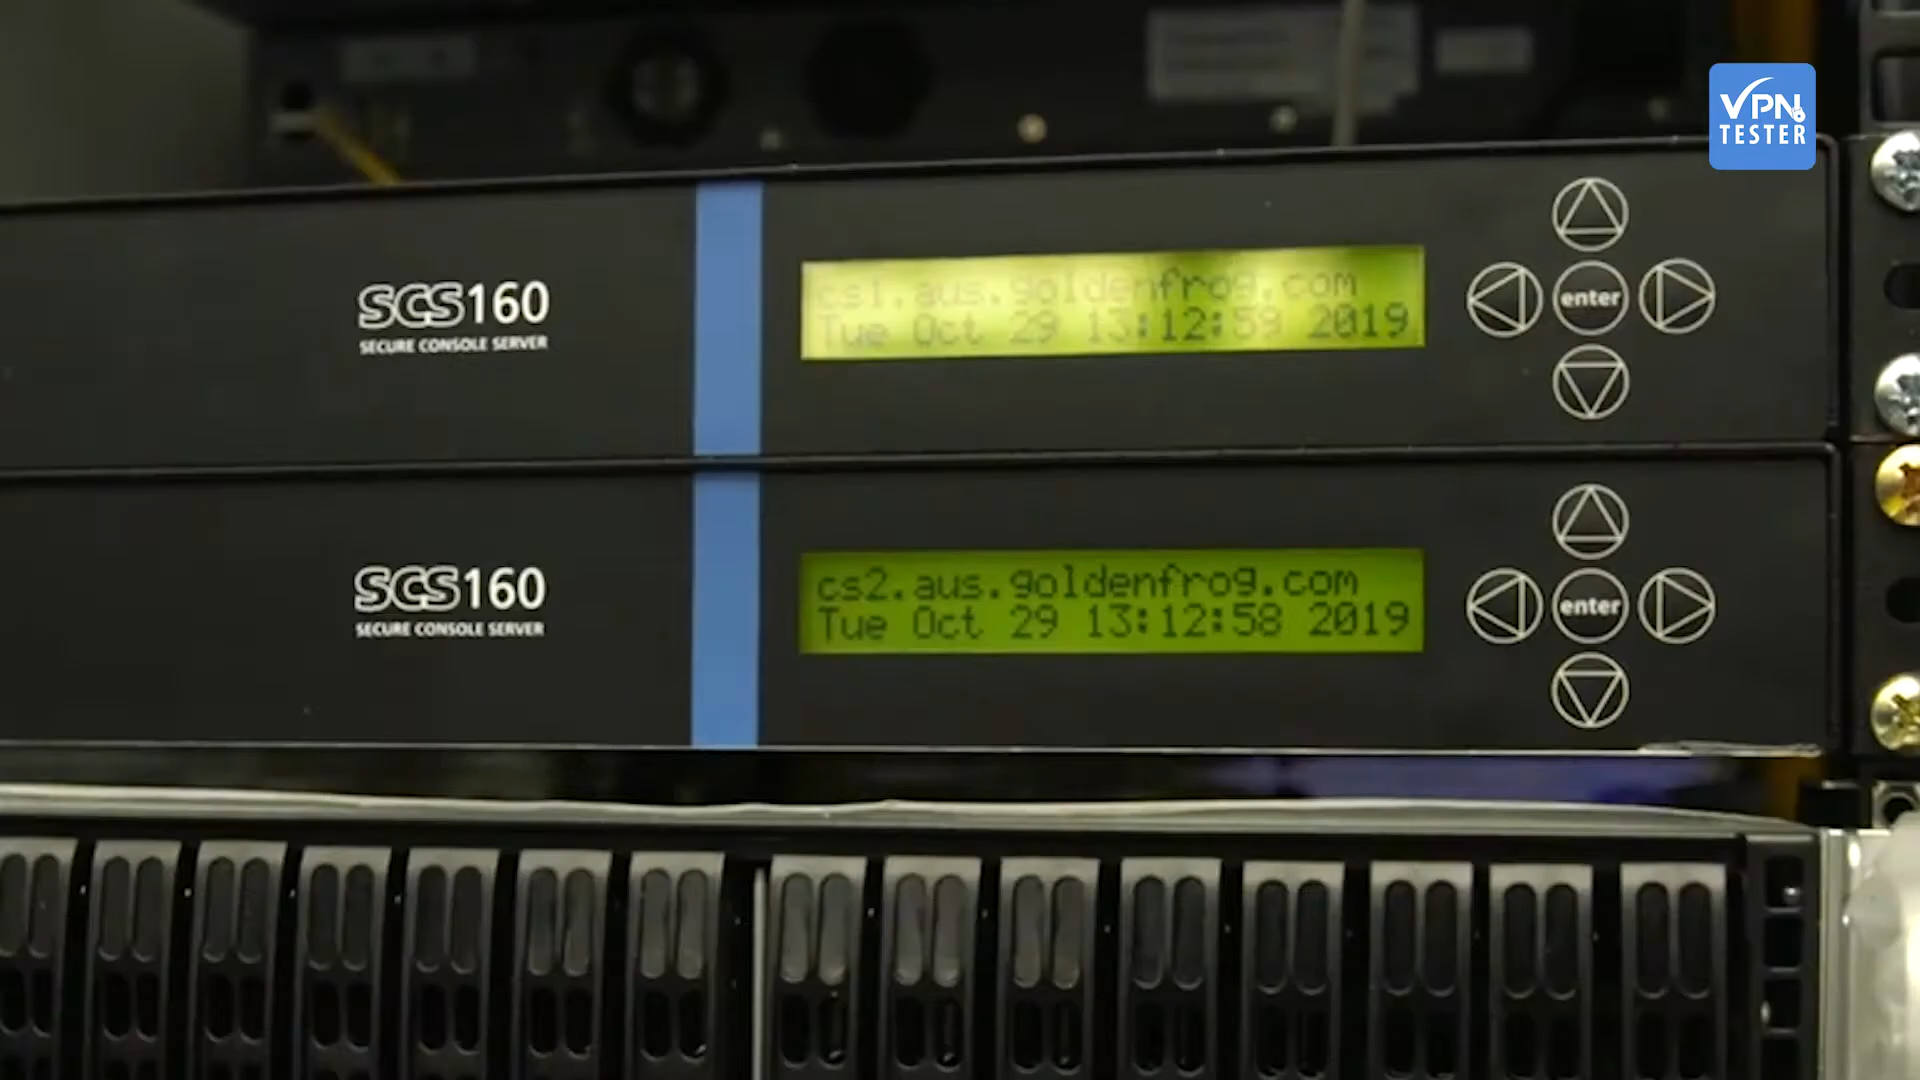 VPN
TESTER
SCS160
SECURE CONSOLE SERVER
cs1.aus.goldenfrog.com
Tue Oct 29 13:12:59 2019
enter
SCS160
SECURE CONSOLE SERVER
cs2.aus.goldenfrog.com
Tue Oct 29 13:12:58 2019
enter